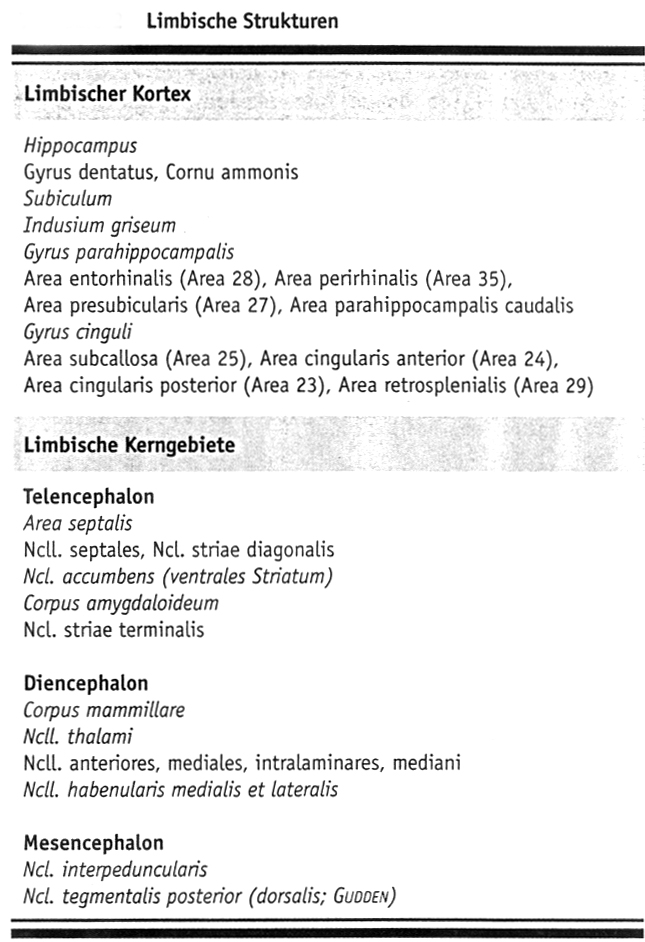 Limbische Strukturen
Limbischer Kortex
Hippocampus
Gyrus dentatus, Cornu ammonis
Subiculum
Indusium griseum
Gyrus parahippocampalis
Area entorhinalis (Area 28), Area perirhinalis (Area 35),
Area presubicularis (Area 27), Area parahippocampalis caudalis
Gyrus cinguli
Area subcallosa (Area 25), Area cingularis anterior (Area 24),
Area cingularis posterior (Area 23), Area retrosplenialis (Area 29)
Limbische Kerngebiete
Telencephalon
Area septalis
Ncll. septales, Ncl. striae diagonalis
Ncl. accumbens (ventrales Striatum)
Corpus amygdaloideum
Ncl. striae terminalis
Diencephalon
Corpus mammillare
Ncll. thalami
Ncll. anteriores, mediales, intralaminares, mediani
Ncll. habenularis medialis et lateralis
Mesencephalon
Ncl. interpeduncularis
Ncl. tegmentalis posterior (dorsalis; GUDDEN)